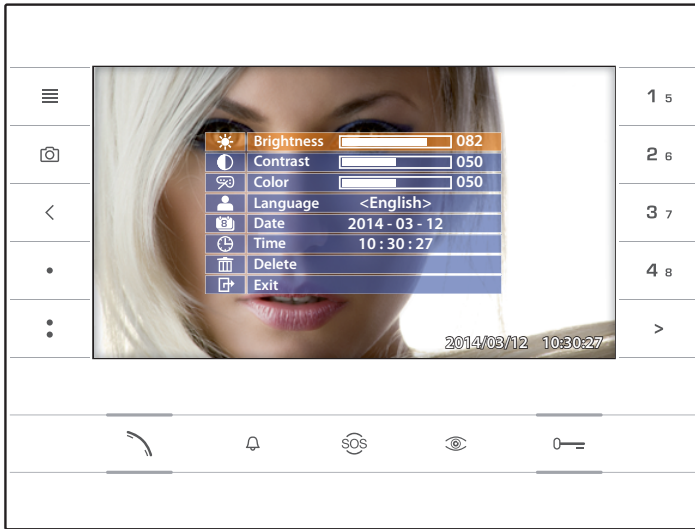 1 5
2 6
3 7
4 8
>
Brightness 082
Contrast 050
Color 050
Language <English>
8
Date 2014 - 03 - 12
Time 10 : 30 : 27
Delete
Exit
2014/03/12 10:30:27
SOS